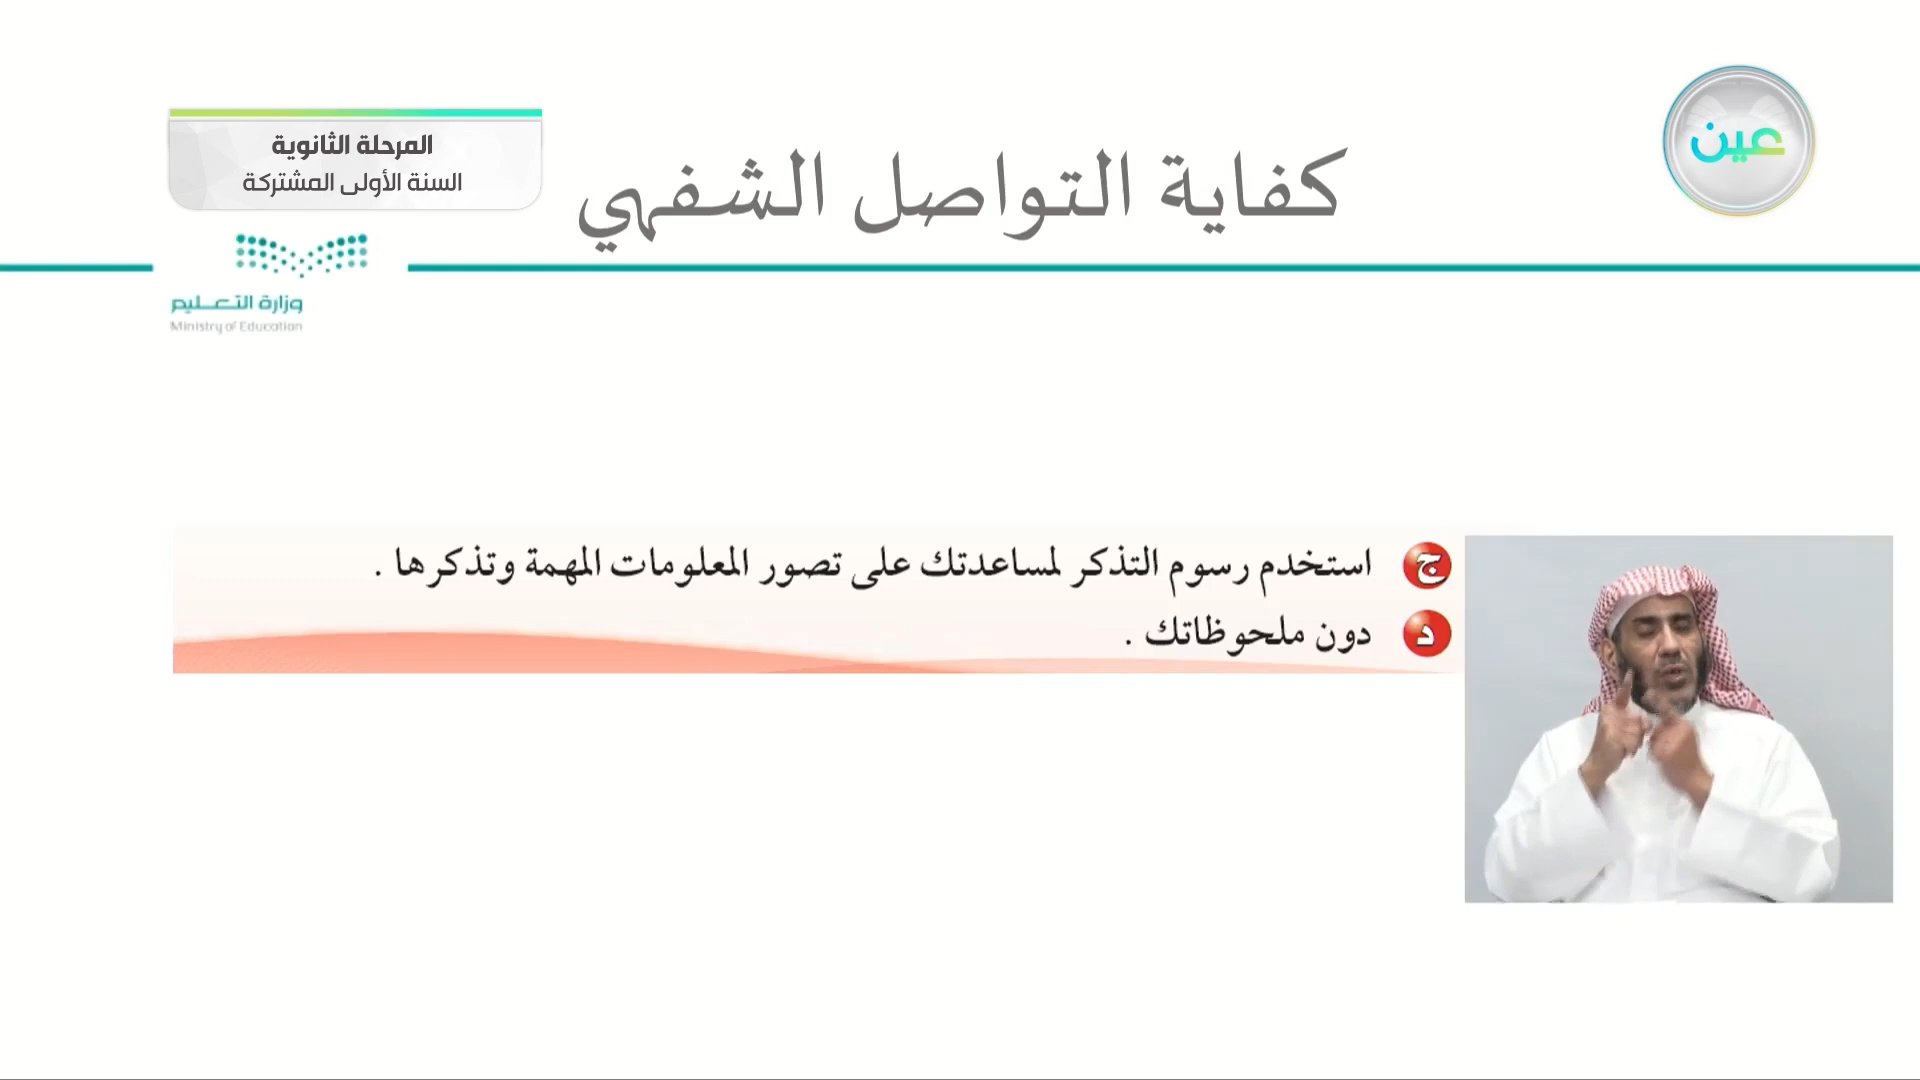 المرحلة الثانوية
السنة الأولى المشتركة
عين
كفاية التواصل الشفهي
وزارة التعـليم
Ministry of Education
ج استخدم رسوم التذكر لمساعدتك على تصور المعلومات المهمة وتذكرها .
د دون ملحوظاتك .